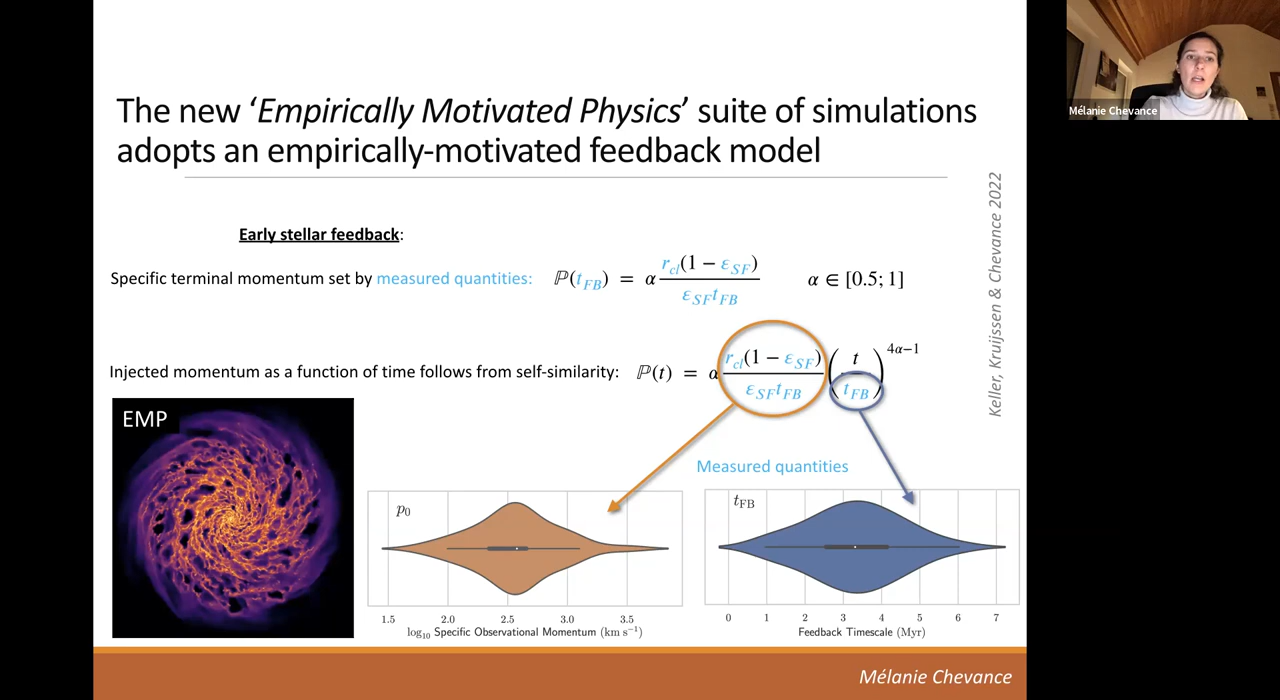 The new ‘Empirically Motivated Physics’ suite of simulations
adopts an empirically-motivated feedback model
Mélanie Chevance
Keller, Kruijssen & Chevance 2022
Early stellar feedback:
Specific terminal momentum set by measured quantities: ℙ(t_FB) = α r_cl(1 − ε_SF) / ε_SF t_FB α ∈ [0.5; 1]
Injected momentum as a function of time follows from self-similarity: ℙ(t) = α r_cl(1 − ε_SF) / ε_SF t_FB (t / t_FB)^4α−1
EMP
Measured quantities
p₀
t_FB
1.5 2.0 2.5 3.0 3.5
log₁₀ Specific Observational Momentum (km s⁻¹)
0 1 2 3 4 5 6 7
Feedback Timescale (Myr)
Mélanie Chevance